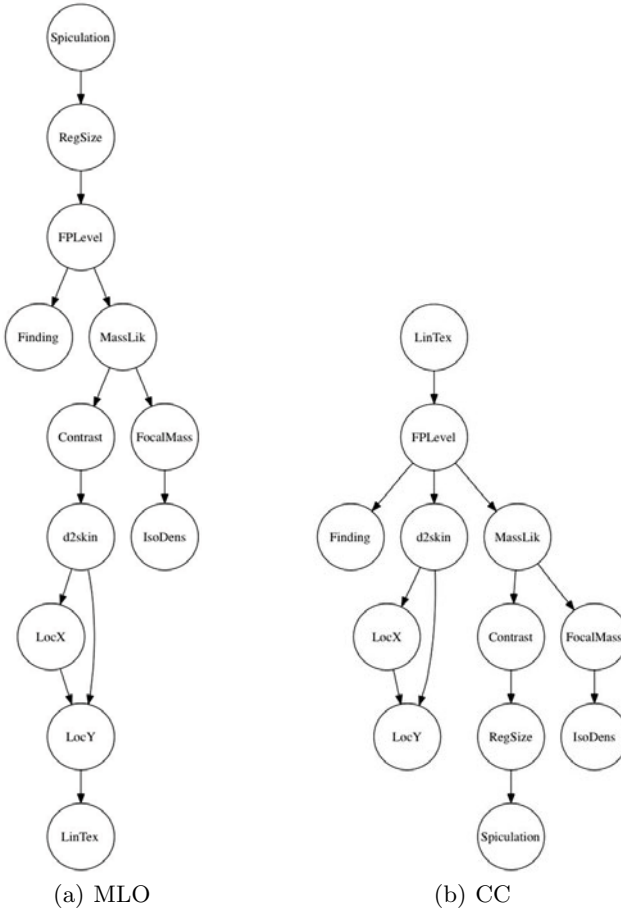 Spiculation
RegSize
FPLevel
Finding
MassLik
Contrast
FocalMass
d2skin
IsoDens
LocX
LocY
LinTex
(a) MLO
LinTex
FPLevel
Finding
d2skin
MassLik
LocX
Contrast
FocalMass
LocY
RegSize
IsoDens
Spiculation
(b) CC